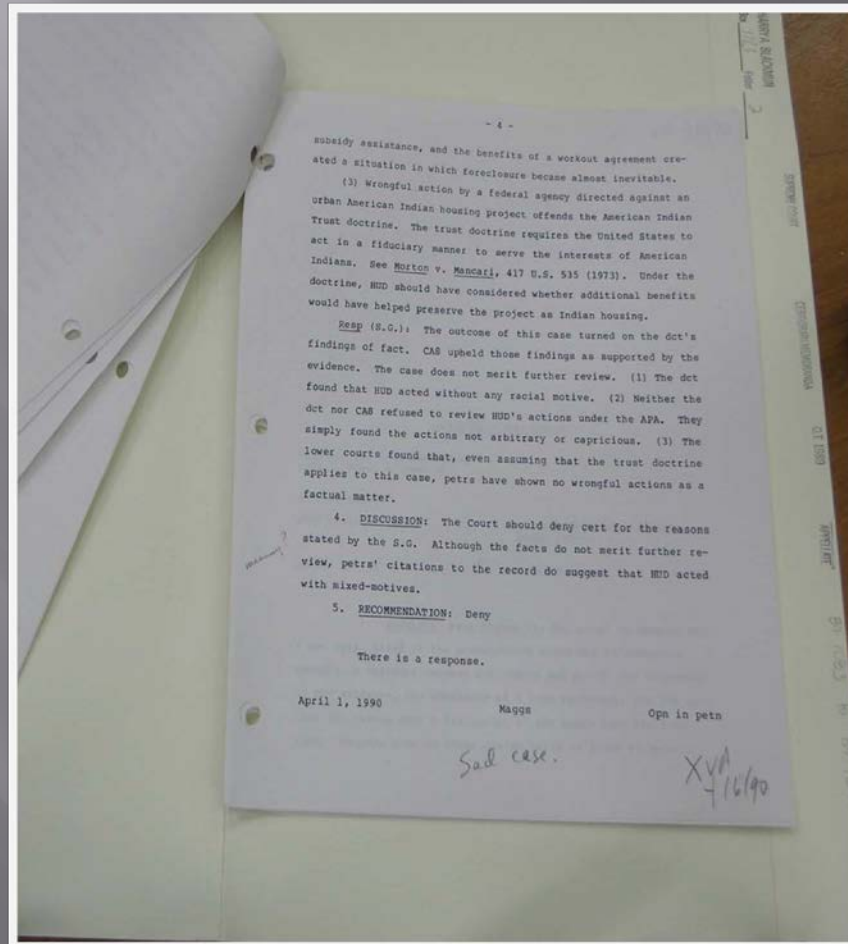 - 4 -
subsidy assistance, and the benefits of a workout agreement cre-
ated a situation in which foreclosure became almost inevitable.
(3) Wrongful action by a federal agency directed against an
urban American Indian housing project offends the American Indian
Trust doctrine. The trust doctrine requires the United States to
act in a fiduciary manner to serve the interests of American
Indians. See Morton v. Mancari, 417 U.S. 535 (1973). Under the
doctrine, HUD should have considered whether additional benefits
would have helped preserve the project as Indian housing.
Resp (S.G.): The outcome of this case turned on the dct's
findings of fact. CA8 upheld those findings as supported by the
evidence. The case does not merit further review. (1) The dct
found that HUD acted without any racial motive. (2) Neither the
dct nor CA8 refused to review HUD's actions under the APA. They
simply found the actions not arbitrary or capricious. (3) The
lower courts found that, even assuming that the trust doctrine
applies to this case, petrs have shown no wrongful actions as a
factual matter.
4. DISCUSSION: The Court should deny cert for the reasons
stated by the S.G. Although the facts do not merit further re-
view, petrs' citations to the record do suggest that HUD acted
with mixed-motives.
5. RECOMMENDATION: Deny
There is a response.
April 1, 1990 Maggs Opn in petn
Sad case.
4/6/90
HARRY A. BLACKMUN
SUPREME COURT
CERTIORARI MEMORANDA
O.T. 1989